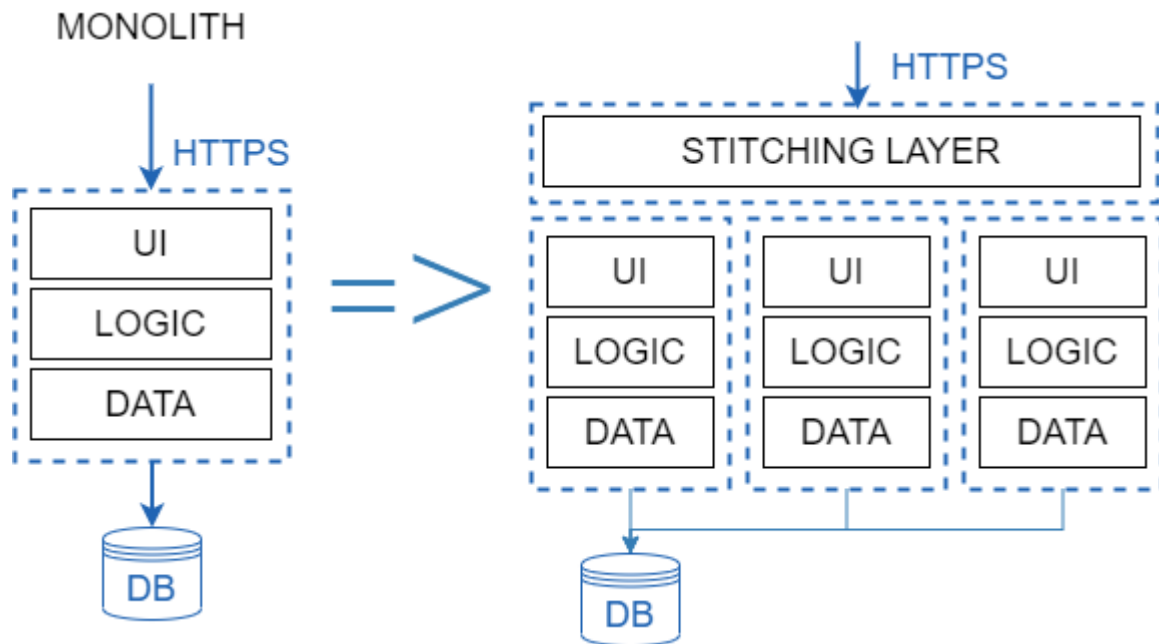 MONOLITH
HTTPS
UI
LOGIC
DATA
DB
=>
HTTPS
STITCHING LAYER
UI UI UI
LOGIC LOGIC LOGIC
DATA DATA DATA
DB